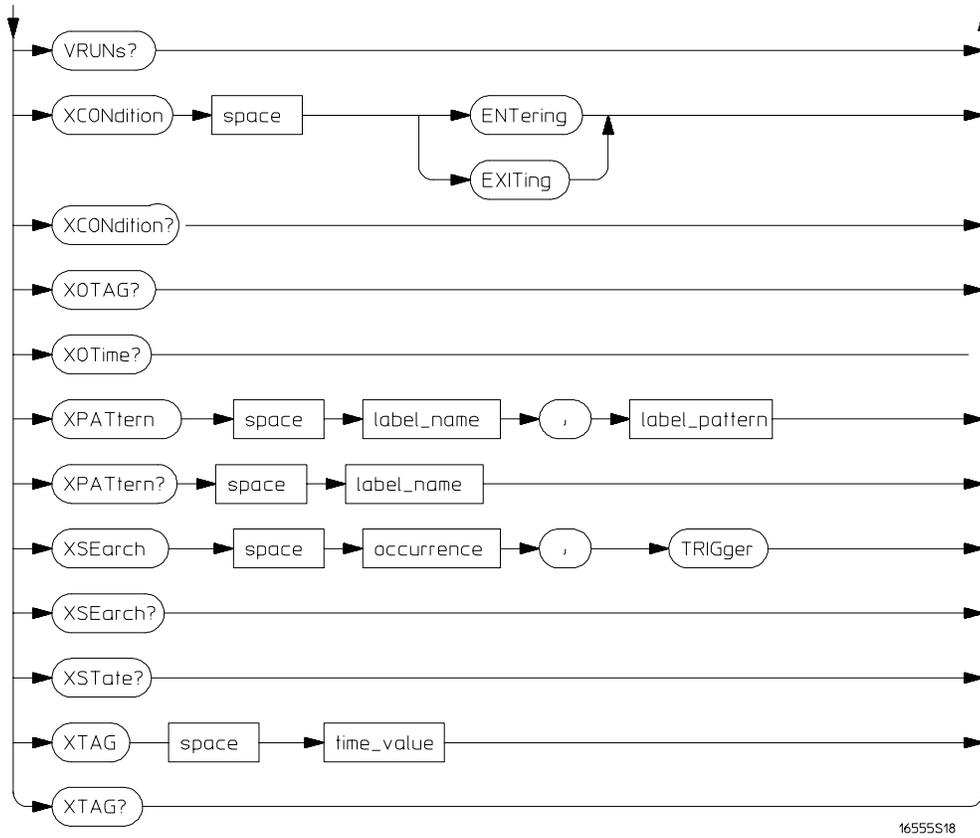 VRUNs?
XCONdition space ENTering
EXITing
XCONdition?
XOTAG?
XOTime?
XPATtern space label_name , label_pattern
XPATtern? space label_name
XSEarch space occurrence , TRIGger
XSEarch?
XSTate?
XTAG space time_value
XTAG?
16555S18